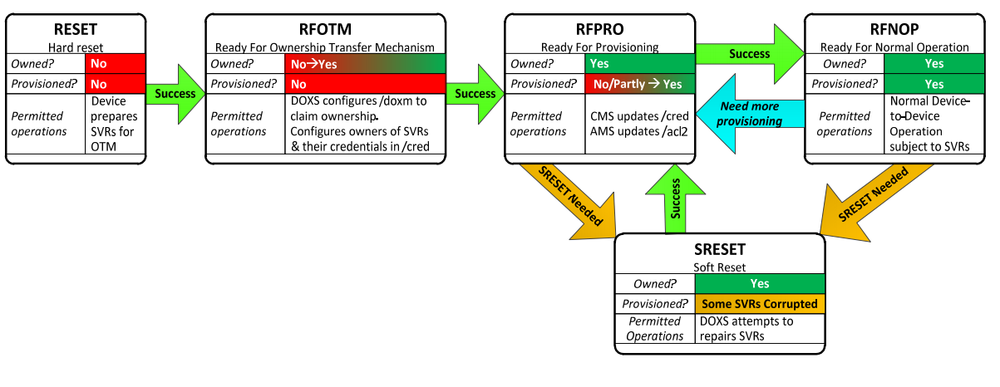 RESET
Hard reset
Owned? No
Provisioned? No
Permitted
operations
Device
prepares
SVRs for
OTM
Success
RFOTM
Ready For Ownership Transfer Mechanism
Owned? No→Yes
Provisioned? No
Permitted
operations
DOXS configures /doxm to
claim ownership.
Configures owners of SVRs
& their credentials in /cred
Success
RFPRO
Ready For Provisioning
Owned? Yes
Provisioned? No/Partly → Yes
Permitted
operations
CMS updates /cred
AMS updates /acl2
Success
Need more
provisioning
RFNOP
Ready For Normal Operation
Owned? Yes
Provisioned? Yes
Permitted
operations
Normal Device-
to-Device
Operation
subject to SVRs
SRESET Needed
Success
SRESET Needed
SRESET
Soft Reset
Owned? Yes
Provisioned? Some SVRs Corrupted
Permitted
Operations
DOXS attempts to
repairs SVRs